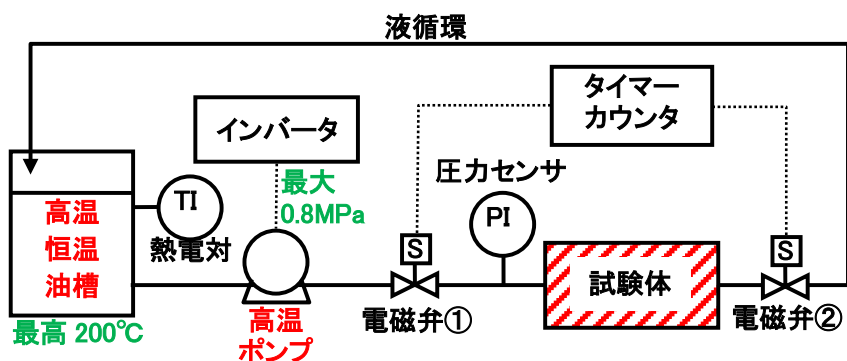 液循環
タイマー
カウンタ
インバータ
圧力センサ
最大
0.8MPa
TI
PI
高温
恒温
油槽
熱電対
S
S
試験体
電磁弁①
電磁弁②
最高 200℃
高温
ポンプ